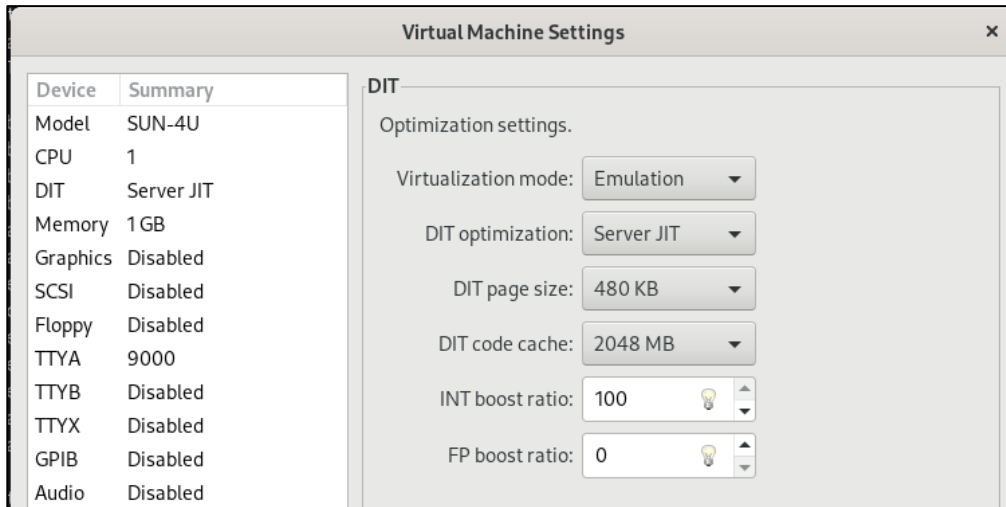 Virtual Machine Settings
Device Summary
Model SUN-4U
CPU 1
DIT Server JIT
Memory 1 GB
Graphics Disabled
SCSI Disabled
Floppy Disabled
TTYA 9000
TTYB Disabled
TTYX Disabled
GPIB Disabled
Audio Disabled
DIT
Optimization settings.
Virtualization mode: Emulation
DIT optimization: Server JIT
DIT page size: 480 KB
DIT code cache: 2048 MB
INT boost ratio: 100
FP boost ratio: 0